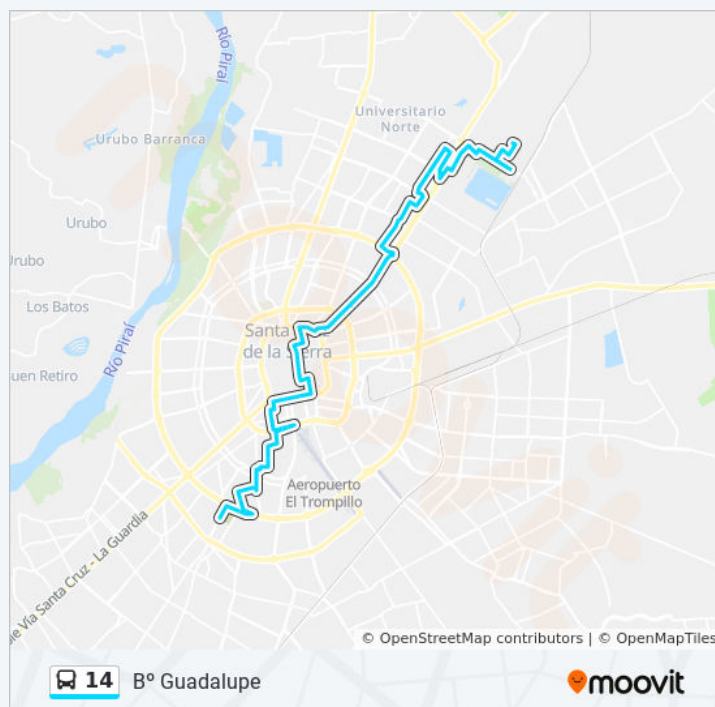 Río Piraí
Universitario
Norte
Urubo Barranca
Urubo
Urubo
Los Batos
Santa
de la Sierra
Río Piraí
uen Retiro
Aeropuerto
El Trompillo
le Vía Santa Cruz - La Guardia
© OpenStreetMap contributors | © OpenMapTiles
14 Bº Guadalupe
moovit